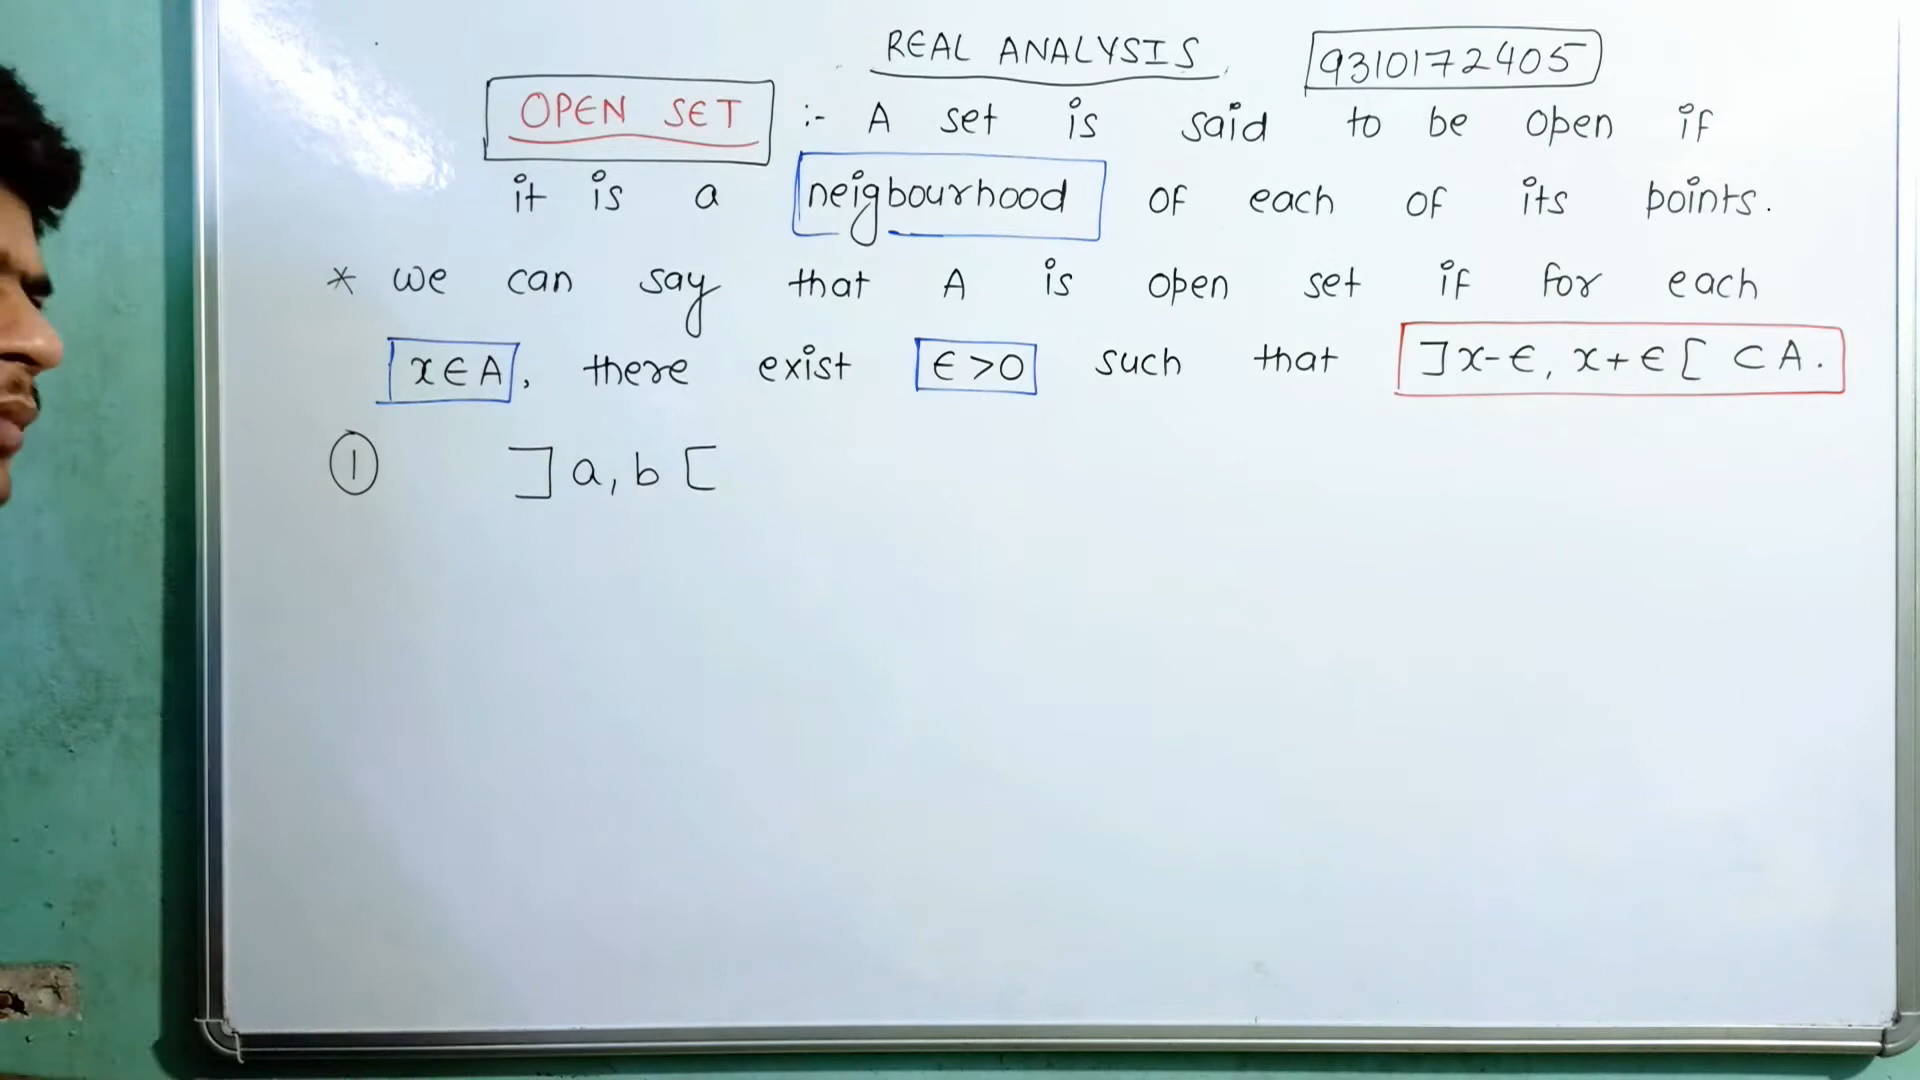 REAL ANALYSIS 9310172405
OPEN SET :- A set is said to be open if
it is a neigbourhood of each of its points.
* we can say that A is open set if for each
x∈A, there exist ∈>0 such that ]x-∈, x+∈[ ⊂ A.
① ]a, b[